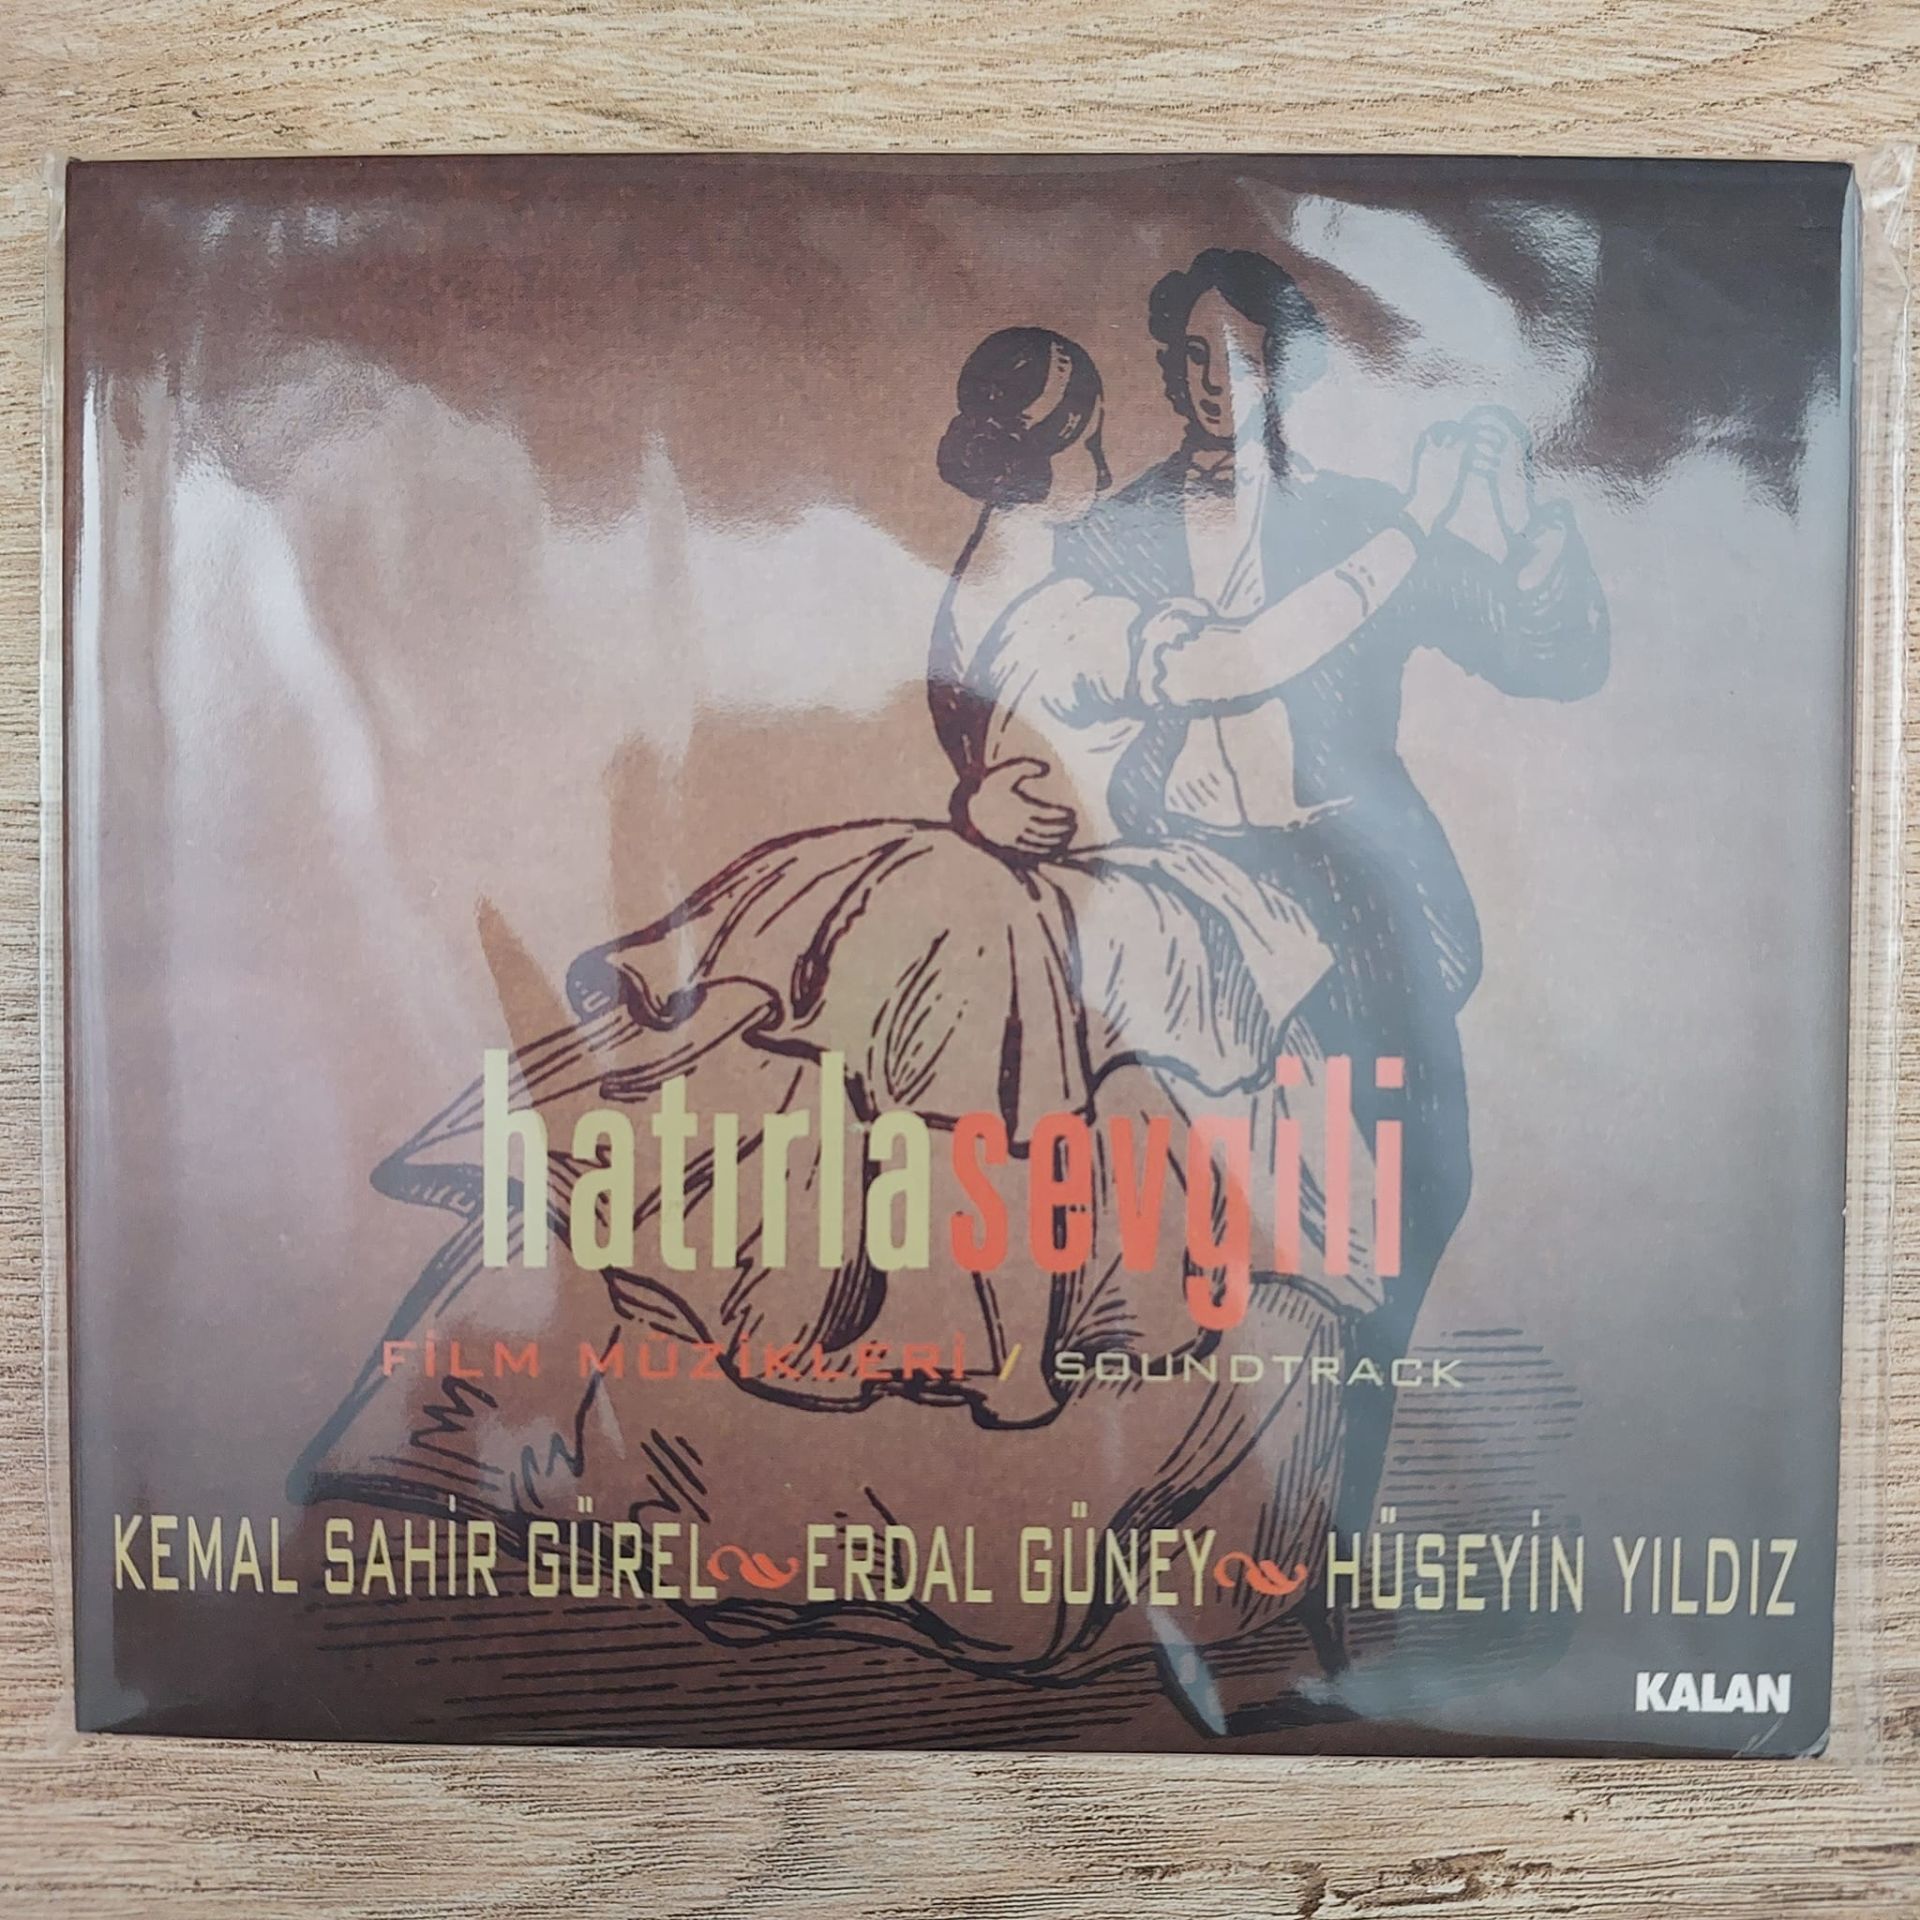 hatırlasevgili
FİLM MÜZİKLERİ / SOUNDTRACK
KEMAL SAHİR GÜREL ERDAL GÜNEY HÜSEYİN YILDIZ
KALAN